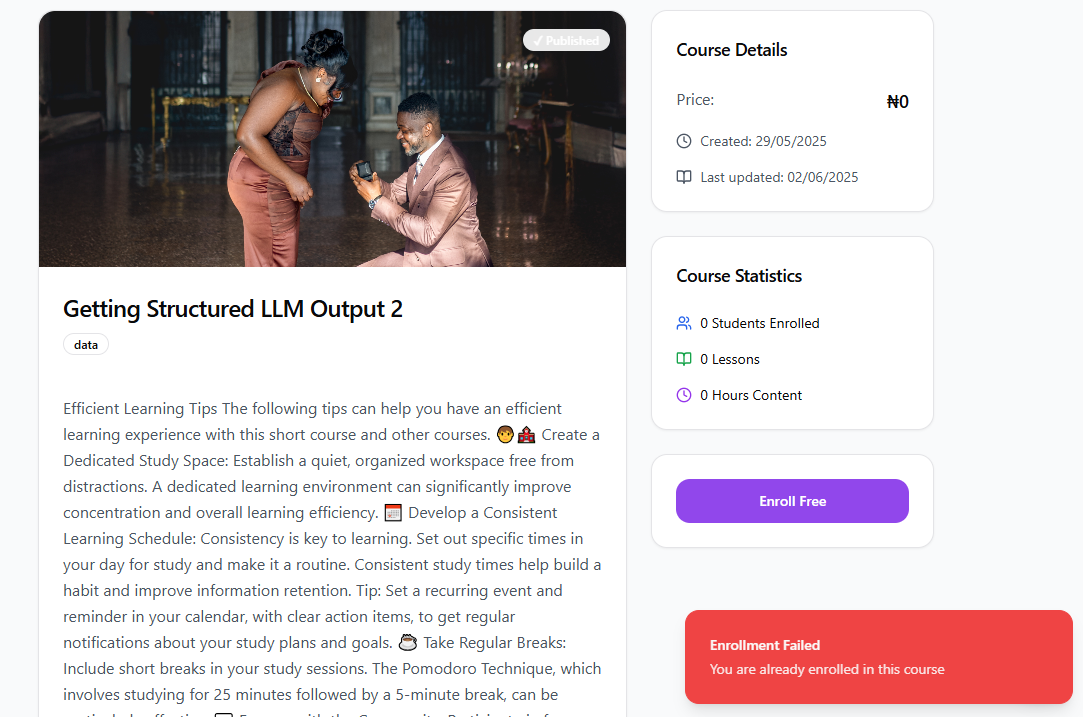 ✓ Published
Getting Structured LLM Output 2
data
Efficient Learning Tips The following tips can help you have an efficient
learning experience with this short course and other courses. 🧑‍🏫 Create a
Dedicated Study Space: Establish a quiet, organized workspace free from
distractions. A dedicated learning environment can significantly improve
concentration and overall learning efficiency. 📅 Develop a Consistent
Learning Schedule: Consistency is key to learning. Set out specific times in
your day for study and make it a routine. Consistent study times help build a
habit and improve information retention. Tip: Set a recurring event and
reminder in your calendar, with clear action items, to get regular
notifications about your study plans and goals. ☕ Take Regular Breaks:
Include short breaks in your study sessions. The Pomodoro Technique, which
involves studying for 25 minutes followed by a 5-minute break, can be
Course Details
Price:
₦0
Created: 29/05/2025
Last updated: 02/06/2025
Course Statistics
0 Students Enrolled
0 Lessons
0 Hours Content
Enroll Free
Enrollment Failed
You are already enrolled in this course